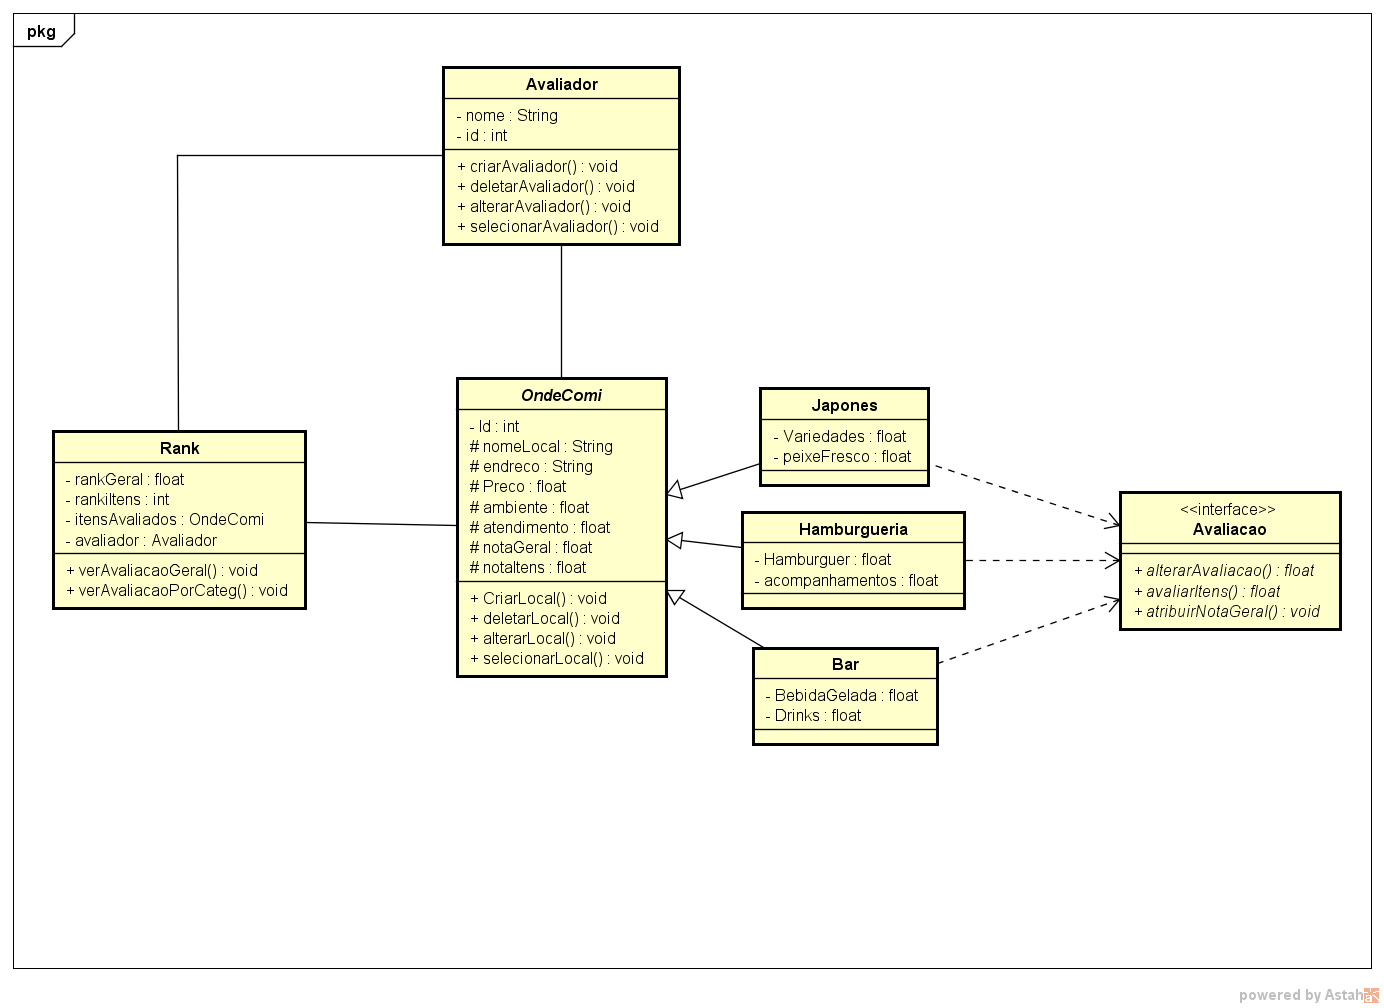 pkg
Avaliador
- nome : String
- id : int
+ criarAvaliador() : void
+ deletarAvaliador() : void
+ alterarAvaliador() : void
+ selecionarAvaliador() : void
Rank
- rankGeral : float
- rankiItens : int
- itensAvaliados : OndeComi
- avaliador : Avaliador
+ verAvaliacaoGeral() : void
+ verAvaliacaoPorCateg() : void
OndeComi
- Id : int
# nomeLocal : String
# endreco : String
# Preco : float
# ambiente : float
# atendimento : float
# notaGeral : float
# notaItens : float
+ CriarLocal() : void
+ deletarLocal() : void
+ alterarLocal() : void
+ selecionarLocal() : void
Japones
- Variedades : float
- peixeFresco : float
Hamburgueria
- Hamburguer : float
- acompanhamentos : float
Bar
- BebidaGelada : float
- Drinks : float
<<interface>>
Avaliacao
+ alterarAvaliacao() : float
+ avaliarItens() : float
+ atribuirNotaGeral() : void
powered by Astah